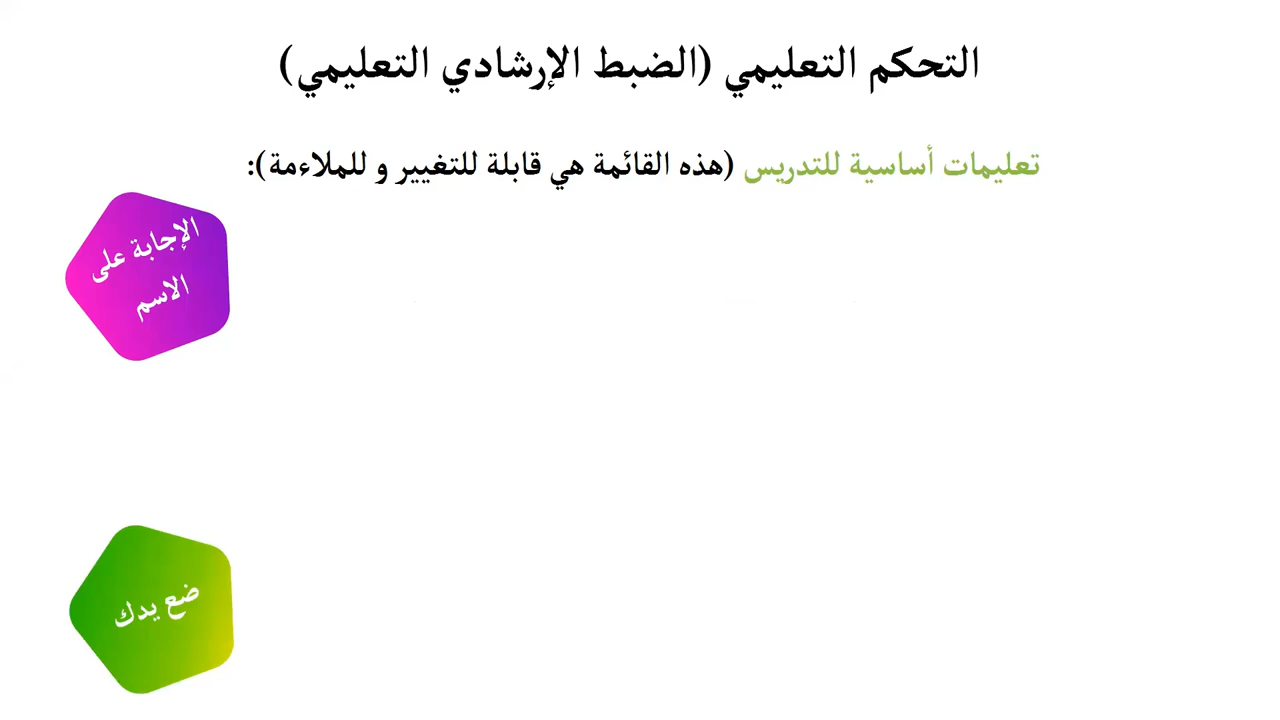 التحكم التعليمي (الضبط الإرشادي التعليمي)
تعليمات أساسية للتدريس (هذه القائمة هي قابلة للتغيير و للملاءمة):
الإجابة على
الاسم
ضع يدك